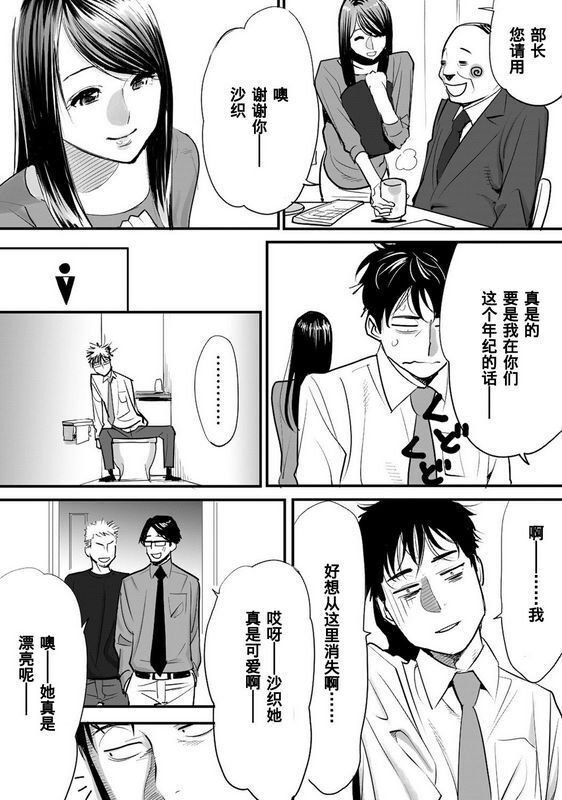 部长
您请用
噢
谢谢你
沙织——
真是的
要是我在你们
这个年纪的话——
くど
くど
………
啊——……我
好想从这里消失啊……
哎呀——沙织她
真是可爱啊——
噢——她真是
漂亮呢——